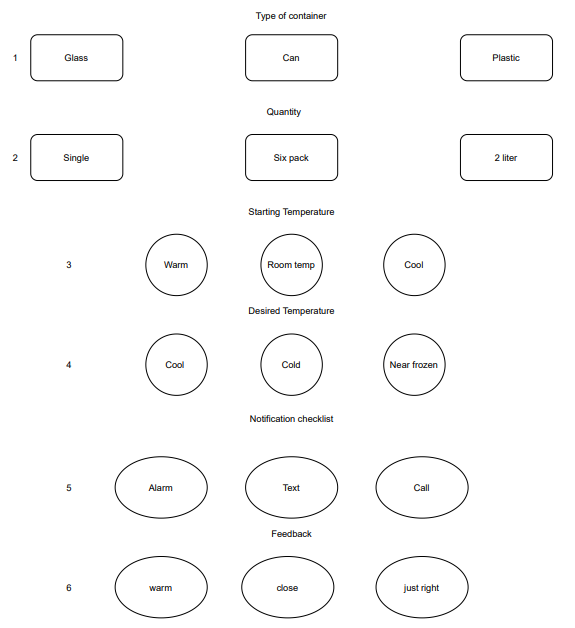 Type of container
1 Glass Can Plastic
Quantity
2 Single Six pack 2 liter
Starting Temperature
3 Warm Room temp Cool
Desired Temperature
4 Cool Cold Near frozen
Notification checklist
5 Alarm Text Call
Feedback
6 warm close just right